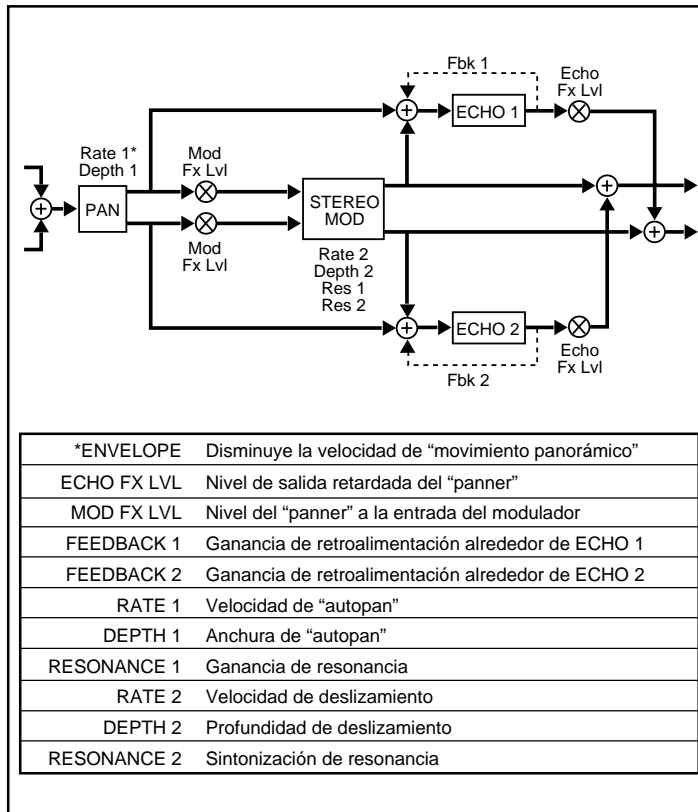 Fbk 1
Echo
Fx Lvl
ECHO 1
Rate 1*
Depth 1
Mod
Fx Lvl
PAN
STEREO
MOD
Mod
Fx Lvl
Rate 2
Depth 2
Res 1
Res 2
ECHO 2
Echo
Fx Lvl
Fbk 2
*ENVELOPE Disminuye la velocidad de “movimiento panorámico”
ECHO FX LVL Nivel de salida retardada del “panner”
MOD FX LVL Nivel del “panner” a la entrada del modulador
FEEDBACK 1 Ganancia de retroalimentación alrededor de ECHO 1
FEEDBACK 2 Ganancia de retroalimentación alrededor de ECHO 2
RATE 1 Velocidad de “autopan”
DEPTH 1 Anchura de “autopan”
RESONANCE 1 Ganancia de resonancia
RATE 2 Velocidad de deslizamiento
DEPTH 2 Profundidad de deslizamiento
RESONANCE 2 Sintonización de resonancia